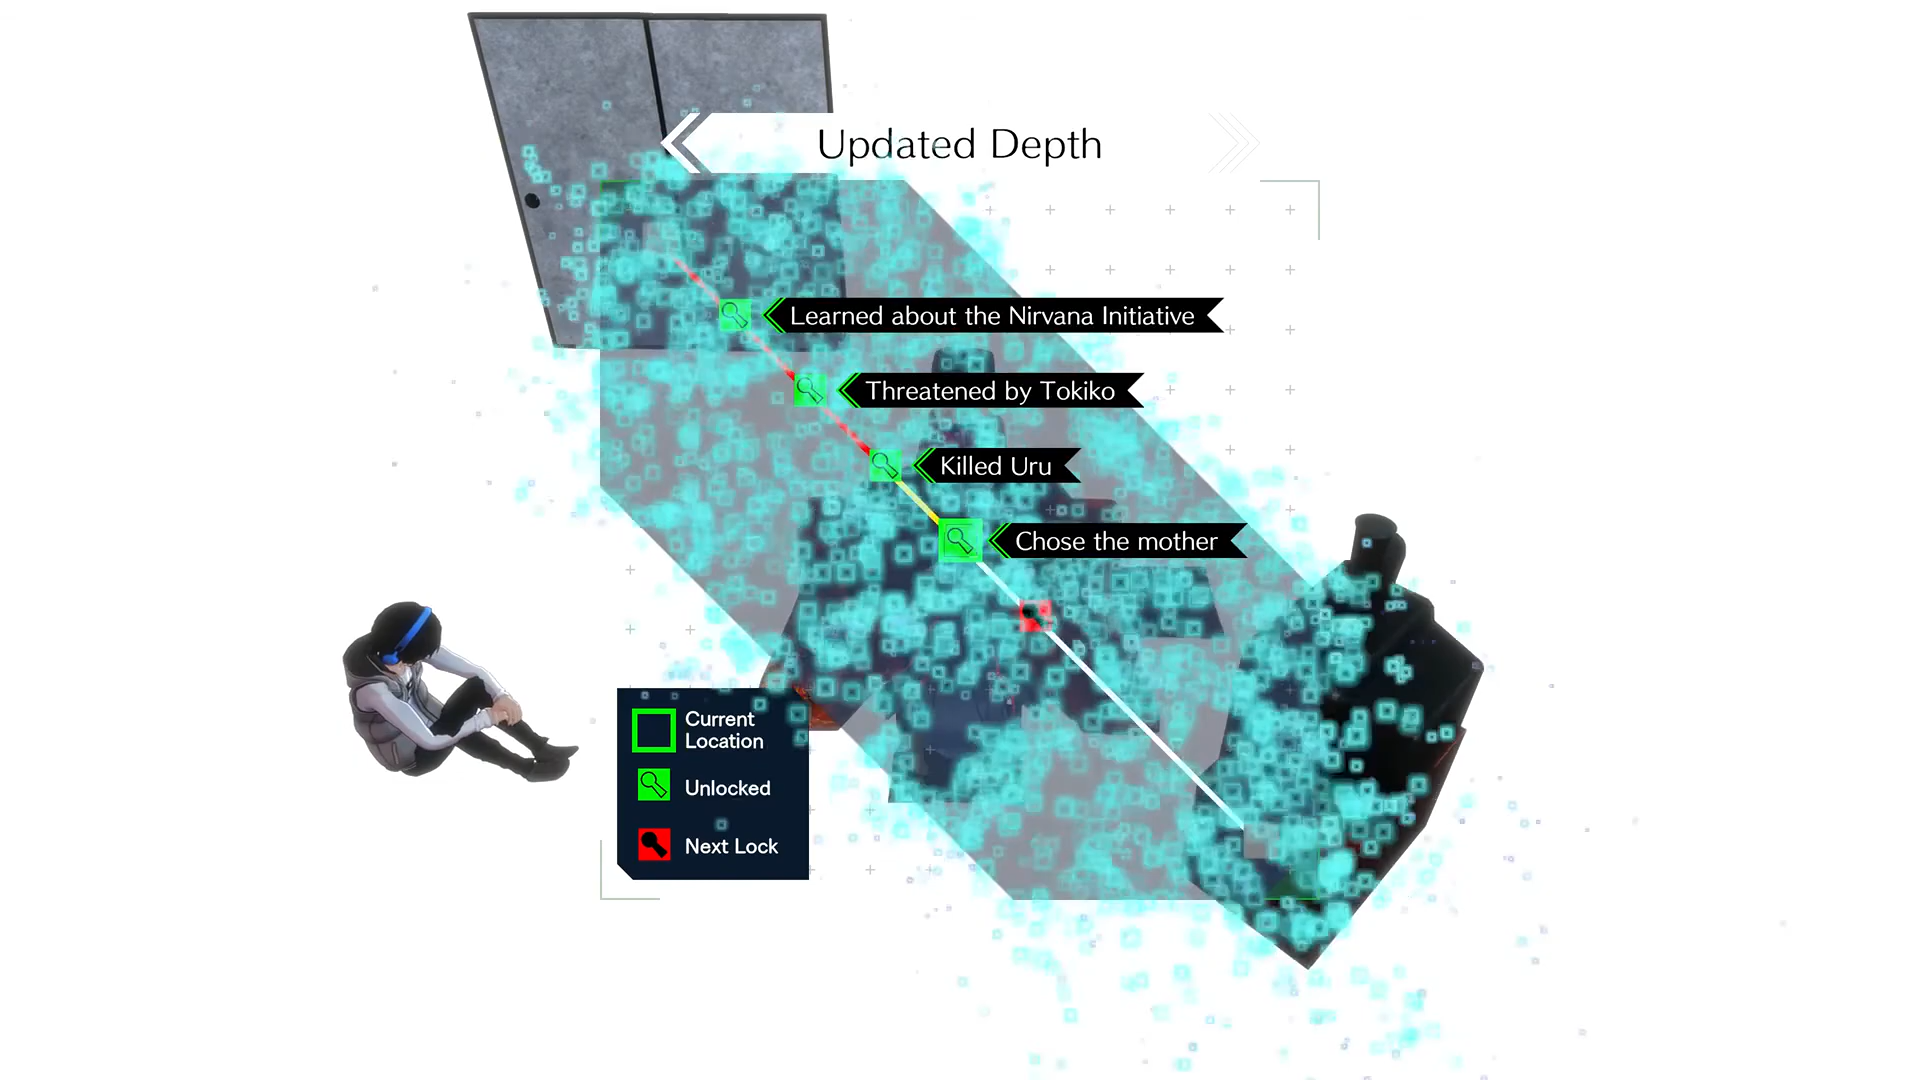 Updated Depth
Learned about the Nirvana Initiative
Threatened by Tokiko
Killed Uru
Chose the mother
Current
Location
Unlocked
Next Lock